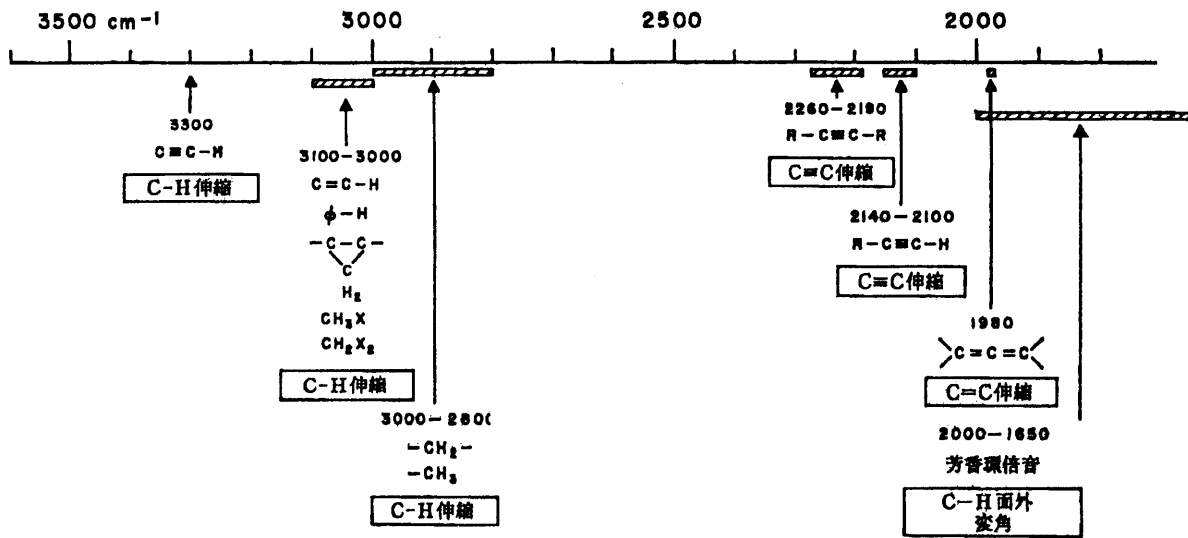 3500 cm⁻¹
3000
2500
2000
3300
C≡C-H
C-H伸縮
3100-3000
C=C-H
φ-H
-C-C-
C
H₂
CH₃X
CH₂X₂
C-H伸縮
3000-2800
-CH₂-
-CH₃
C-H伸縮
2260-2190
R-C≡C-R
C≡C伸縮
2140-2100
R-C≡C-H
C≡C伸縮
1980
>C=C=C<
C=C伸縮
2000-1650
芳香環倍音
C-H面外
変角